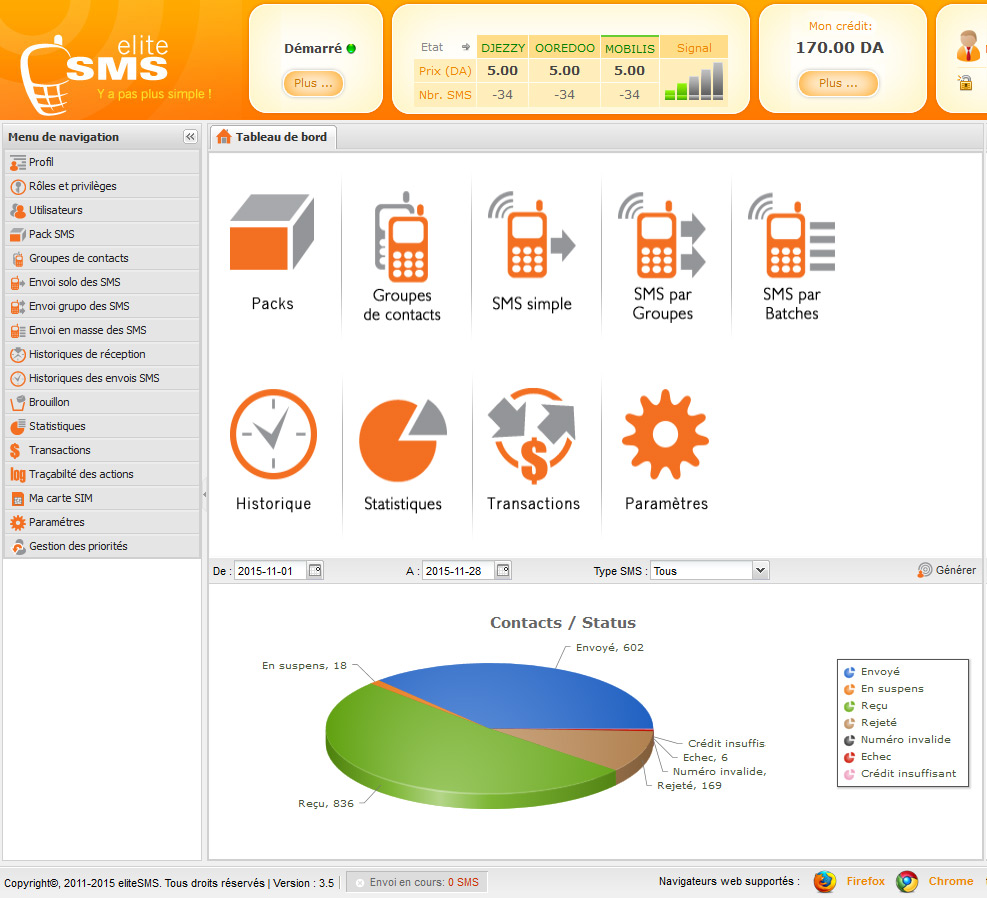 elite
SMS
Y a pas plus simple !
Démarré
Plus ...
Etat DJEZZY OOREDOO MOBILIS Signal
Prix (DA) 5.00 5.00 5.00
Nbr. SMS -34 -34 -34
Mon crédit:
170.00 DA
Plus ...
Menu de navigation
Tableau de bord
Profil
Rôles et privilèges
Utilisateurs
Pack SMS
Groupes de contacts
Envoi solo des SMS
Envoi grupo des SMS
Envoi en masse des SMS
Historiques de réception
Historiques des envois SMS
Brouillon
Statistiques
Transactions
log Traçabilté des actions
Ma carte SIM
Paramétres
Gestion des priorités
Packs
Groupes
de contacts
SMS simple
SMS par
Groupes
SMS par
Batches
Historique
Statistiques
Transactions
Paramètres
De : 2015-11-01
A : 2015-11-28
Type SMS : Tous
Générer
Contacts / Status
Envoyé, 602
En suspens, 18
Crédit insuffis
Echec, 6
Numéro invalide,
Rejeté, 169
Reçu, 836
Envoyé
En suspens
Reçu
Rejeté
Numéro invalide
Echec
Crédit insuffisant
Copyright©, 2011-2015 eliteSMS. Tous droits réservés | Version : 3.5
Envoi en cours: 0 SMS
Navigateurs web supportés :
Firefox
Chrome